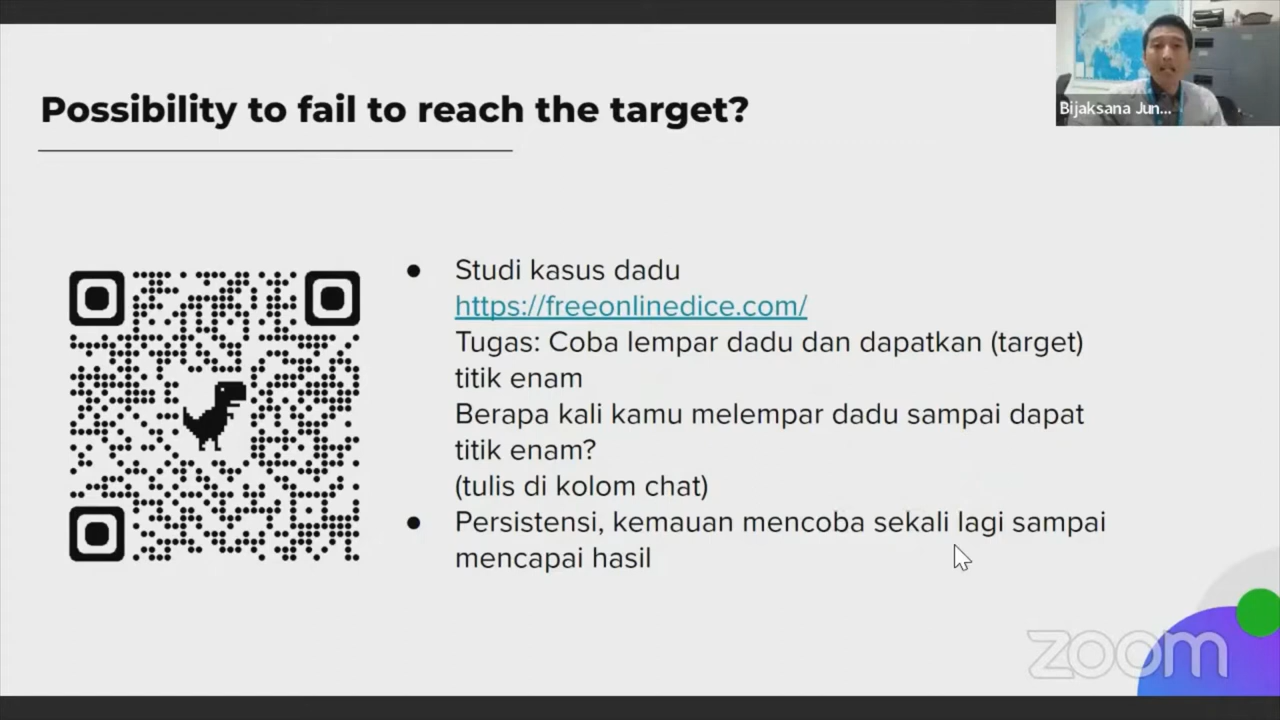 Possibility to fail to reach the target?
Bijaksana Jun...
Studi kasus dadu
https://freeonlinedice.com/
Tugas: Coba lempar dadu dan dapatkan (target)
titik enam
Berapa kali kamu melempar dadu sampai dapat
titik enam?
(tulis di kolom chat)
Persistensi, kemauan mencoba sekali lagi sampai
mencapai hasil
zoom